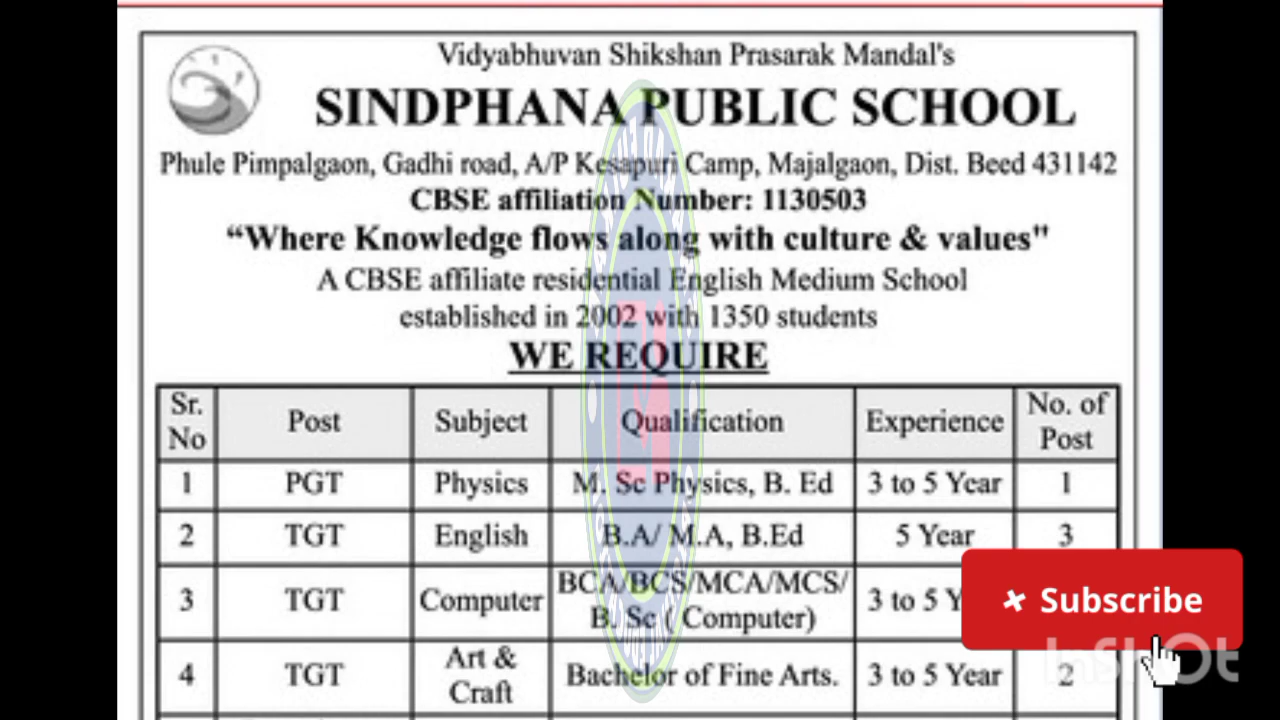 Vidyabhuvan Shikshan Prasarak Mandal's
SINDPHANA PUBLIC SCHOOL
Phule Pimpalgaon, Gadhi road, A/P Kesapuri Camp, Majalgaon, Dist. Beed 431142
CBSE affiliation Number: 1130503
“Where Knowledge flows along with culture & values"
A CBSE affiliate residential English Medium School
established in 2002 with 1350 students
WE REQUIRE
Sr. No Post Subject Qualification Experience No. of Post
1 PGT Physics M. Sc Physics, B. Ed 3 to 5 Year 1
2 TGT English B.A/ M.A, B.Ed 5 Year 3
3 TGT Computer BCA/BCS/MCA/MCS/ B. Sc ( Computer) 3 to 5 Y
4 TGT Art & Craft Bachelor of Fine Arts. 3 to 5 Year 2
Subscribe
InShOt